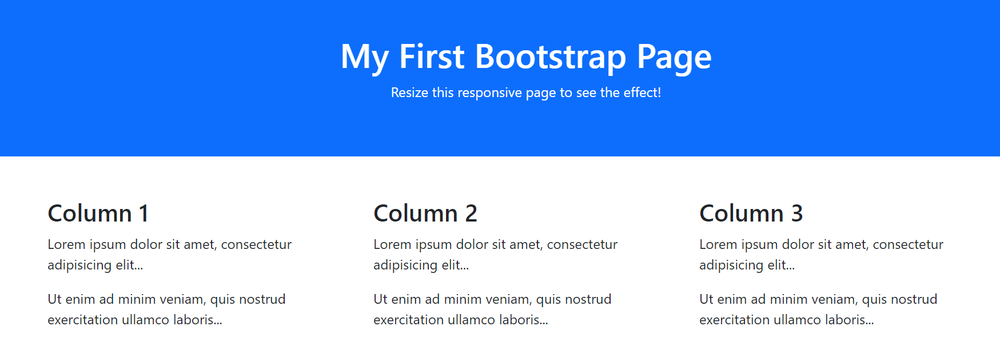 My First Bootstrap Page
Resize this responsive page to see the effect!
Column 1
Lorem ipsum dolor sit amet, consectetur
adipisicing elit...
Ut enim ad minim veniam, quis nostrud
exercitation ullamco laboris...
Column 2
Lorem ipsum dolor sit amet, consectetur
adipisicing elit...
Ut enim ad minim veniam, quis nostrud
exercitation ullamco laboris...
Column 3
Lorem ipsum dolor sit amet, consectetur
adipisicing elit...
Ut enim ad minim veniam, quis nostrud
exercitation ullamco laboris...